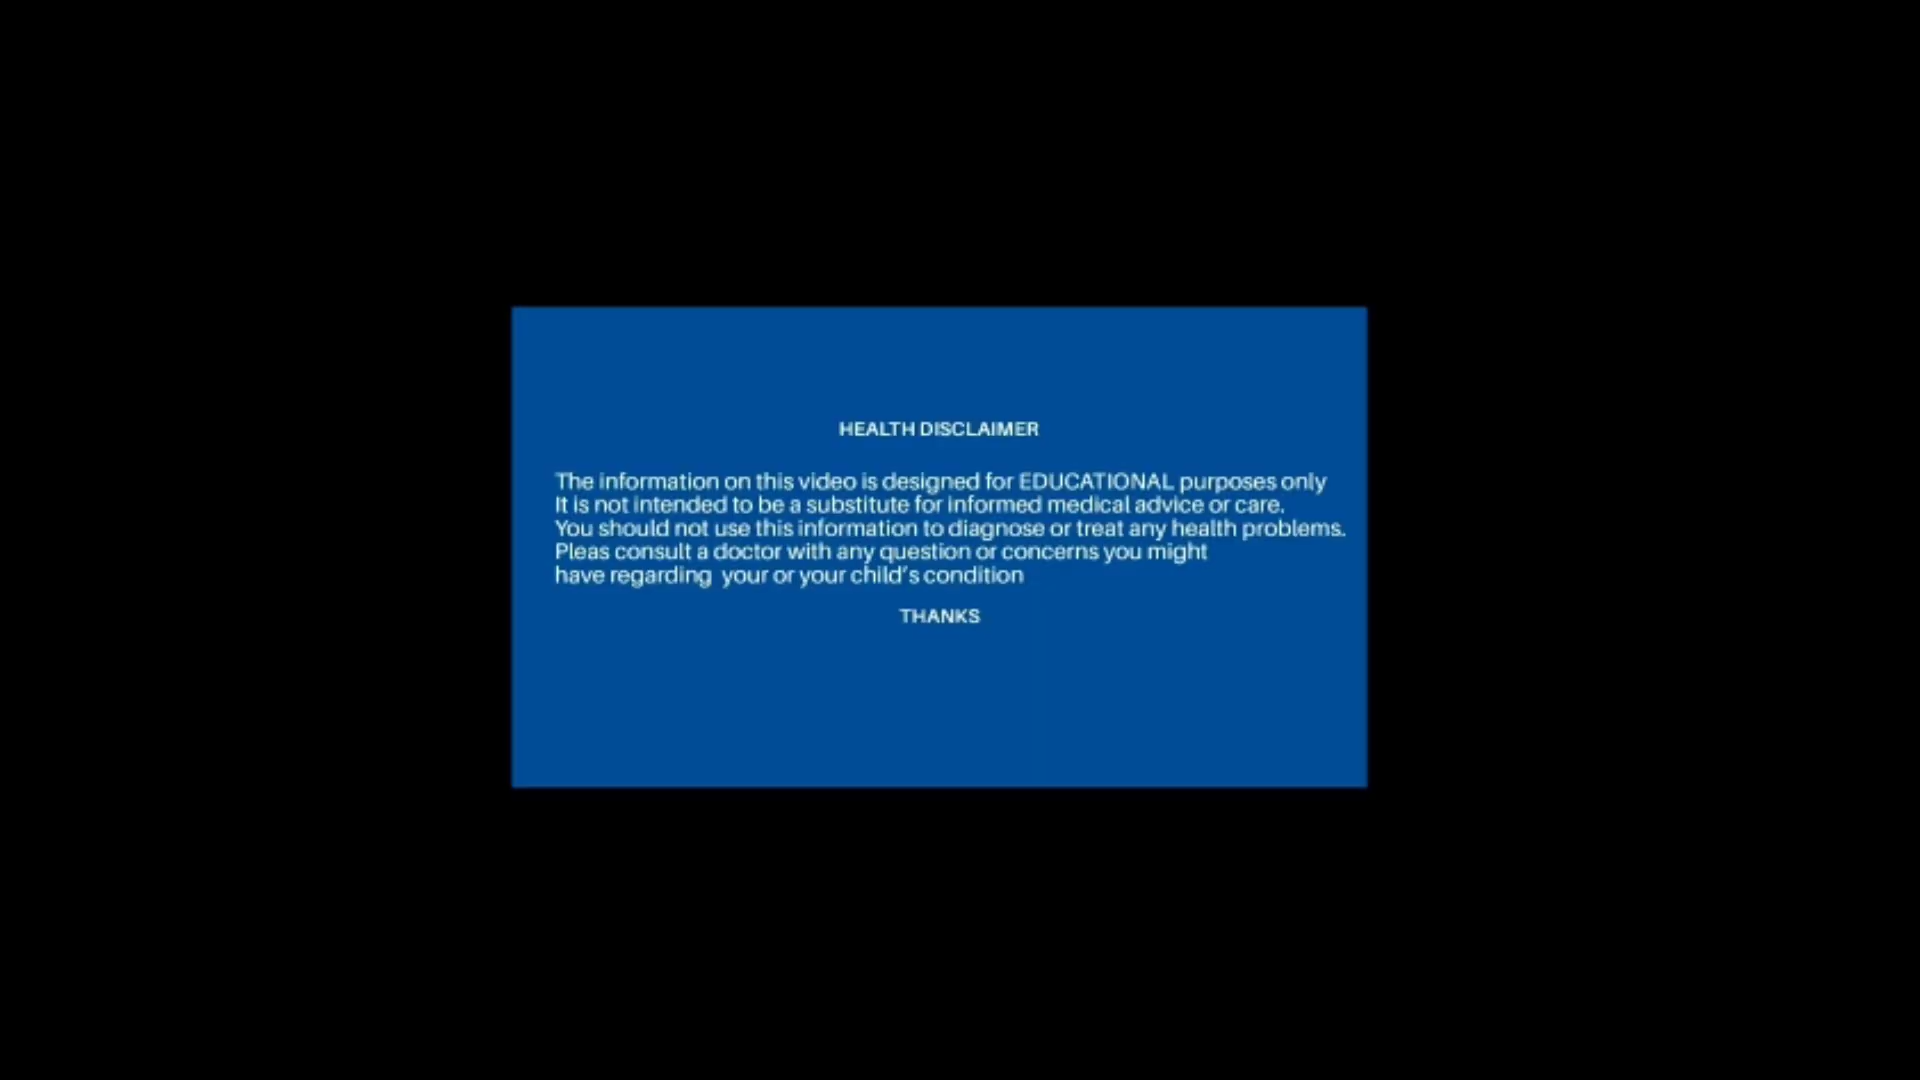 HEALTH DISCLAIMER
The information on this video is designed for EDUCATIONAL purposes only
It is not intended to be a substitute for informed medical advice or care.
You should not use this information to diagnose or treat any health problems.
Pleas consult a doctor with any question or concerns you might
have regarding  your or your child's condition
THANKS